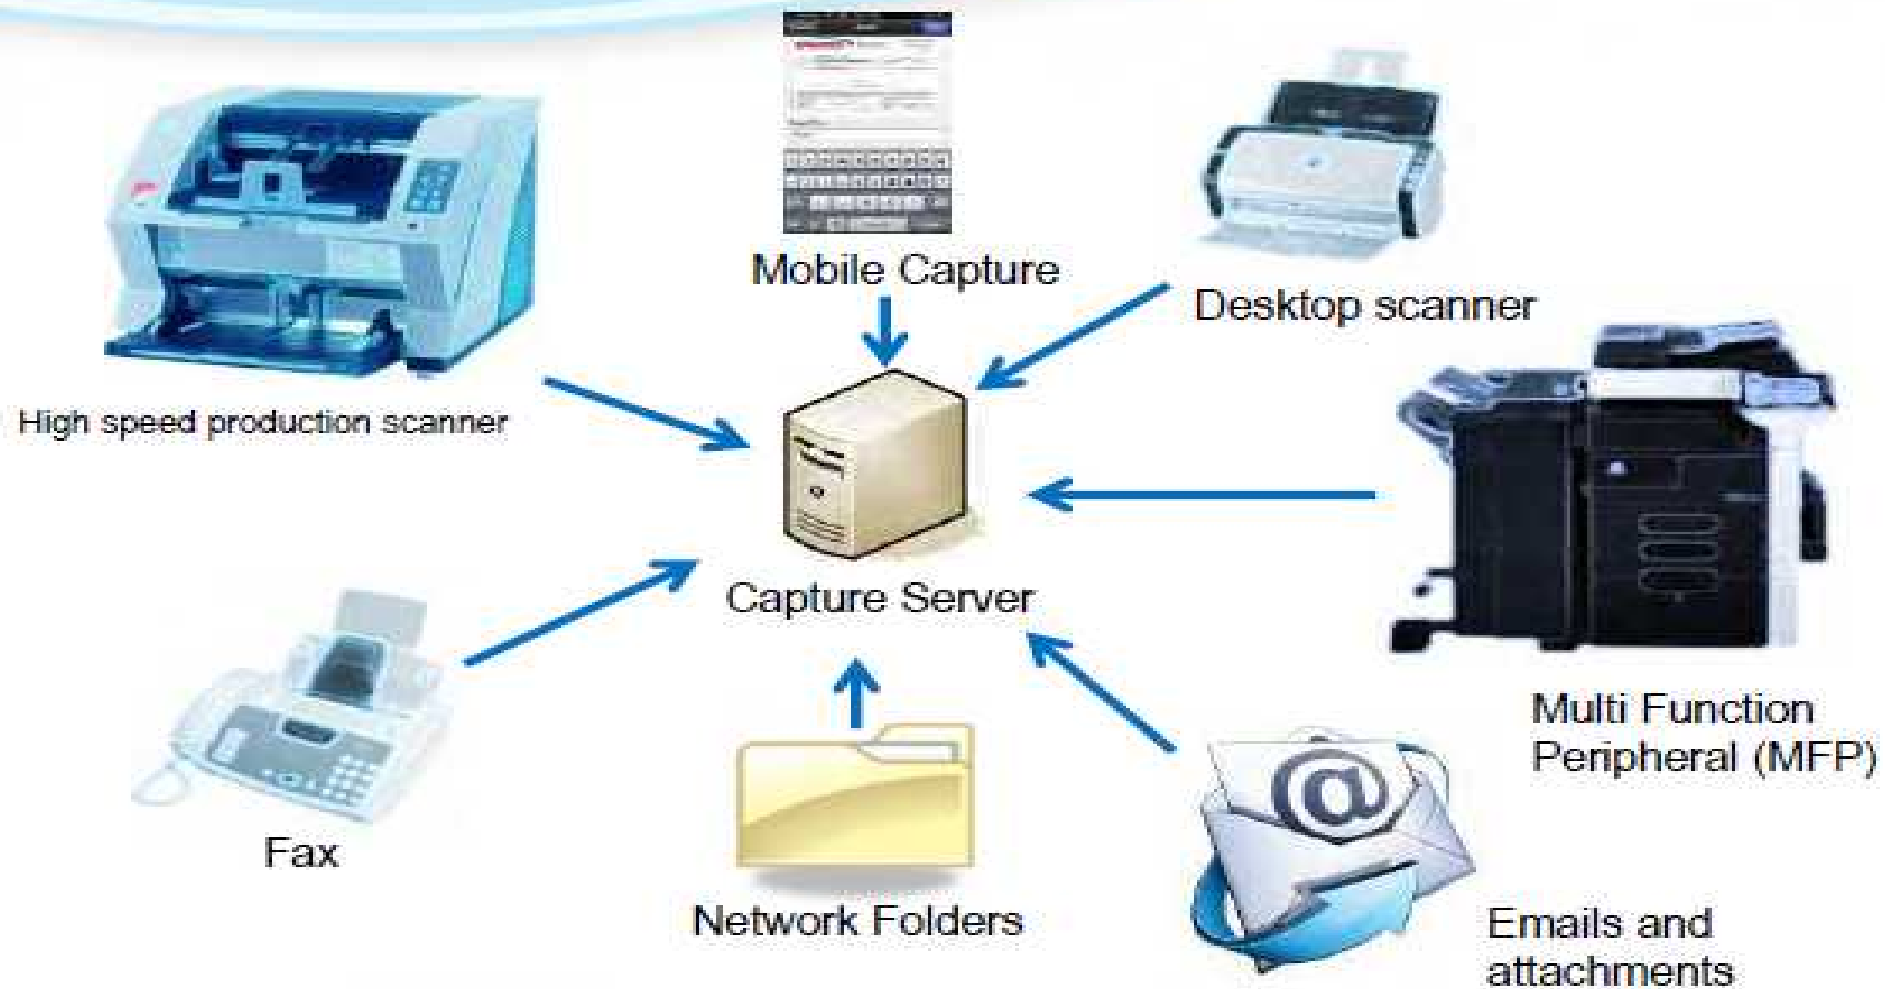 Mobile Capture
Desktop scanner
High speed production scanner
Capture Server
Multi Function
Peripheral (MFP)
Fax
Network Folders
Emails and
attachments